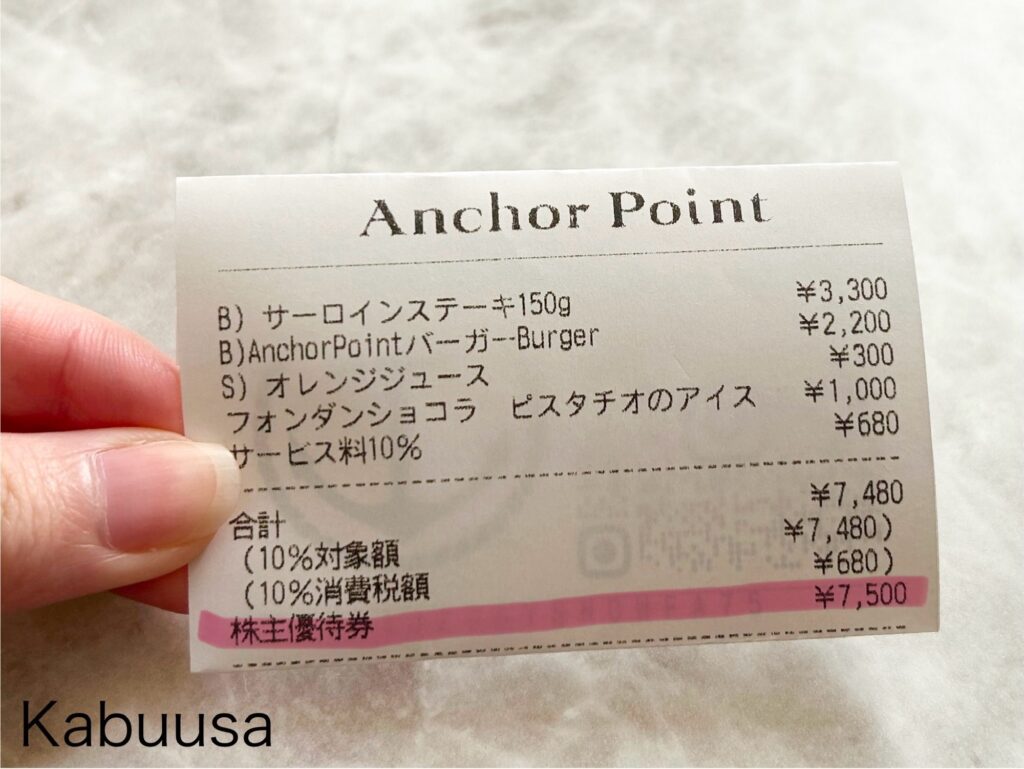 Anchor Point
B) サーロインステーキ150g ¥3,300
B)AnchorPointバーガーｰBurger ¥2,200
S) オレンジジュース ¥300
フォンダンショコラ ピスタチオのアイス ¥1,000
サービス料10% ¥680
合計 ¥7,480
(10%対象額 ¥7,480)
(10%消費税額 ¥680)
株主優待券 ¥7,500
Kabuusa